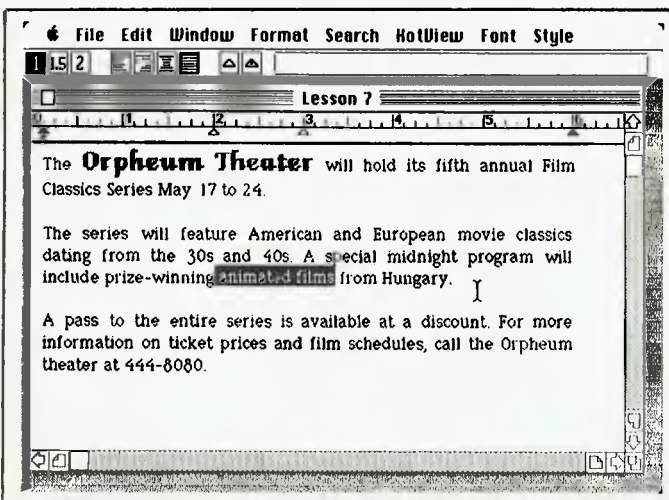 File Edit Window Format Search HotView Font Style
1 1.5 2
Lesson 7
1 2 3 4 5 6
The Orpheum Theater will hold its fifth annual Film
Classics Series May 17 to 24.
The series will feature American and European movie classics
dating from the 30s and 40s. A special midnight program will
include prize-winning animated films from Hungary.
A pass to the entire series is available at a discount. For more
information on ticket prices and film schedules, call the Orpheum
theater at 444-8080.